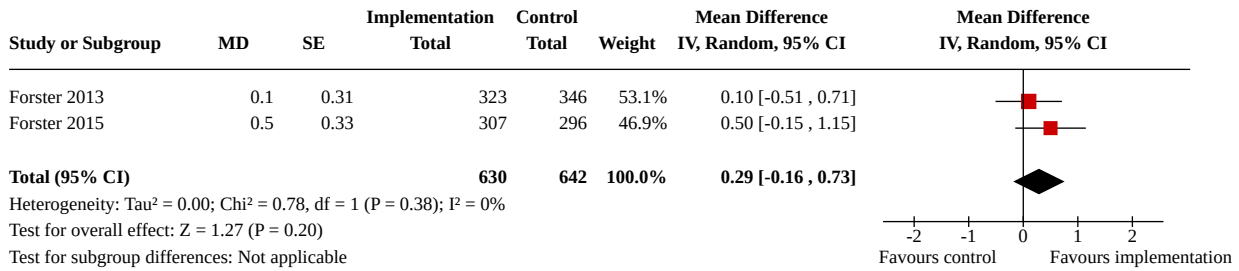 Implementation Control Mean Difference Mean Difference
Study or Subgroup MD SE Total Total Weight IV, Random, 95% CI IV, Random, 95% CI
Forster 2013 0.1 0.31 323 346 53.1% 0.10 [-0.51 , 0.71]
Forster 2015 0.5 0.33 307 296 46.9% 0.50 [-0.15 , 1.15]
Total (95% CI) 630 642 100.0% 0.29 [-0.16 , 0.73]
Heterogeneity: Tau² = 0.00; Chi² = 0.78, df = 1 (P = 0.38); I² = 0%
Test for overall effect: Z = 1.27 (P = 0.20)
-2 -1 0 1 2
Test for subgroup differences: Not applicable
Favours control Favours implementation